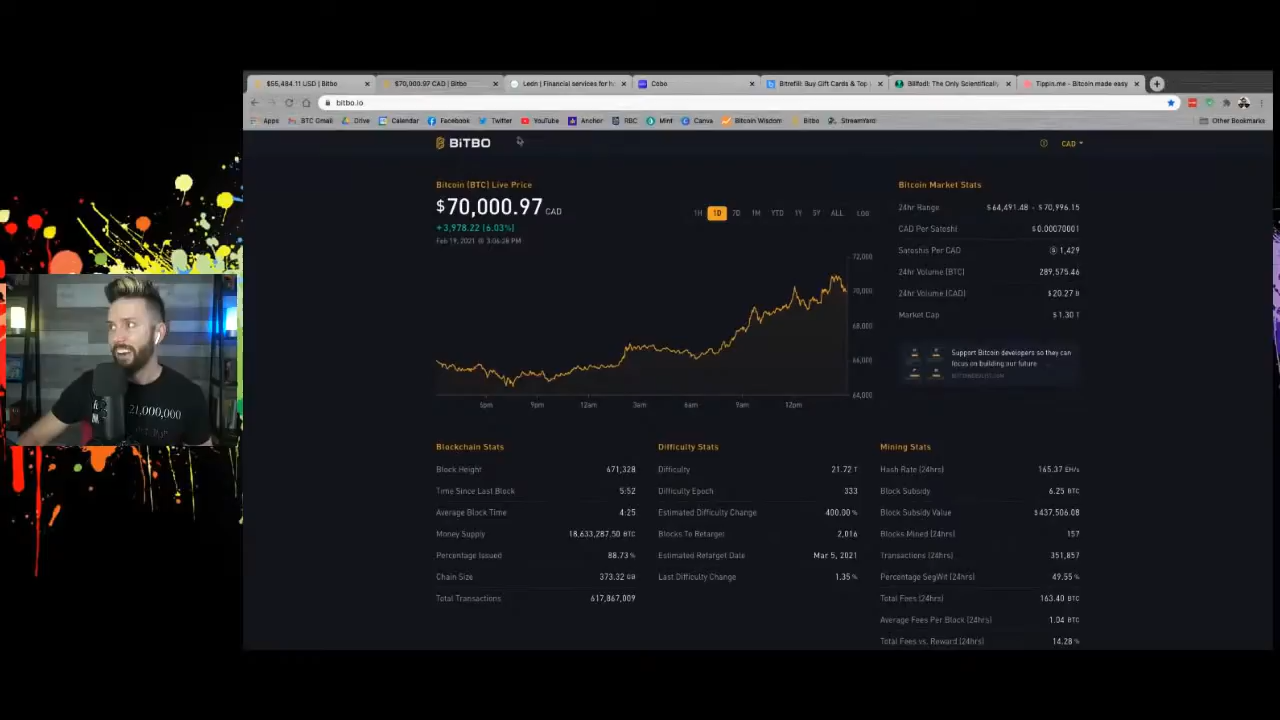 $55,484.11 USD | Bitbo
$70,000.97 CAD | Bitbo
Ledn | Financial services for h
Cobo
Bitrefill: Buy Gift Cards & Top
Billfodl: The Only Scientificall
Tippin.me - Bitcoin made easy
bitbo.io
Apps BTC Gmail Drive Calendar Facebook Twitter YouTube Anchor RBC Mint Canva Bitcoin Wisdom Bitbo StreamYard Other Bookmarks
BiTBO
CAD
Bitcoin (BTC) Live Price
$70,000.97 CAD
+3,978.22 (6.03%)
Feb 19, 2021 @ 3:06:28 PM
1H 1D 7D 1M YTD 1Y 5Y ALL LOG
72,000
70,000
68,000
66,000
64,000
6pm 9pm 12am 3am 6am 9am 12pm
Bitcoin Market Stats
24hr Range $64,491.48 - $70,996.15
CAD Per Satoshi $0.00070001
Satoshis Per CAD 1,429
24hr Volume (BTC) 289,575.46
24hr Volume (CAD) $20.27 B
Market Cap $1.30 T
Support Bitcoin developers so they can
focus on building our future.
21,000,000
Blockchain Stats
Block Height 671,328
Time Since Last Block 5:52
Average Block Time 4:25
Money Supply 18,633,287.50 BTC
Percentage Issued 88.73 %
Chain Size 373.32 GB
Total Transactions 617,867,009
Difficulty Stats
Difficulty 21.72 T
Difficulty Epoch 333
Estimated Difficulty Change 400.00 %
Blocks To Retarget 2,016
Estimated Retarget Date Mar 5, 2021
Last Difficulty Change 1.35 %
Mining Stats
Hash Rate (24hrs) 165.37 EH/s
Block Subsidy 6.25 BTC
Block Subsidy Value $437,506.08
Blocks Mined (24hrs) 157
Transactions (24hrs) 351,857
Percentage SegWit (24hrs) 49.55 %
Total Fees (24hrs) 163.40 BTC
Average Fees Per Block (24hrs) 1.04 BTC
Total Fees vs. Reward (24hrs) 14.28 %